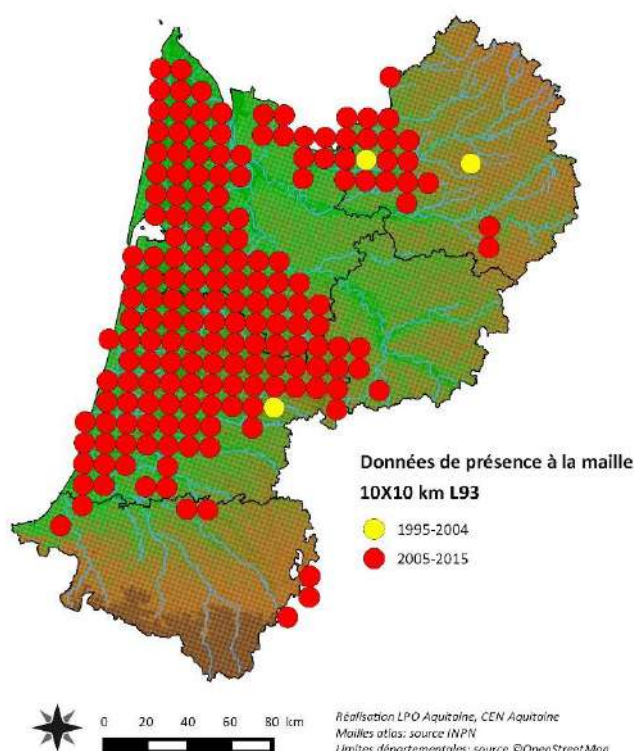 Données de présence à la maille
10X10 km L93
1995-2004
2005-2015
0 20 40 60 80 km
Réalisation LPO Aquitaine, CEN Aquitaine
Mailles atlas: source INPN
Limites départementales: source ©OpenStreetMap